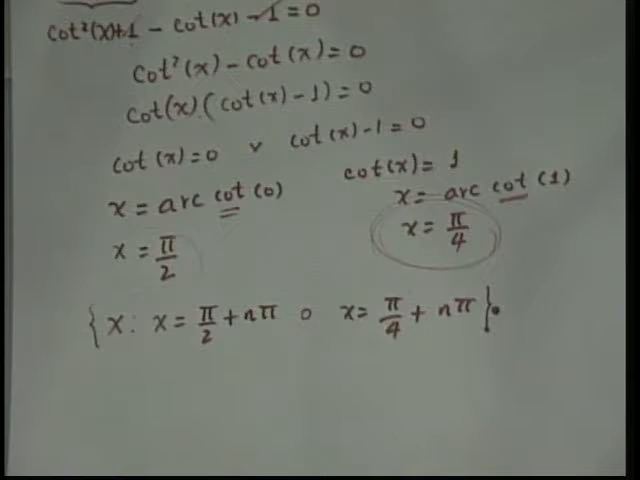 cot²(x)+1 - cot(x) - 1 = 0
cot²(x) - cot(x) = 0
cot(x)(cot(x) - 1) = 0
cot(x) = 0 v cot(x) - 1 = 0
cot(x) = 1
x = arc cot (0) x = arc cot (1)
x = π/2 x = π/4
{x: x = π/2 + nπ o x = π/4 + nπ}.